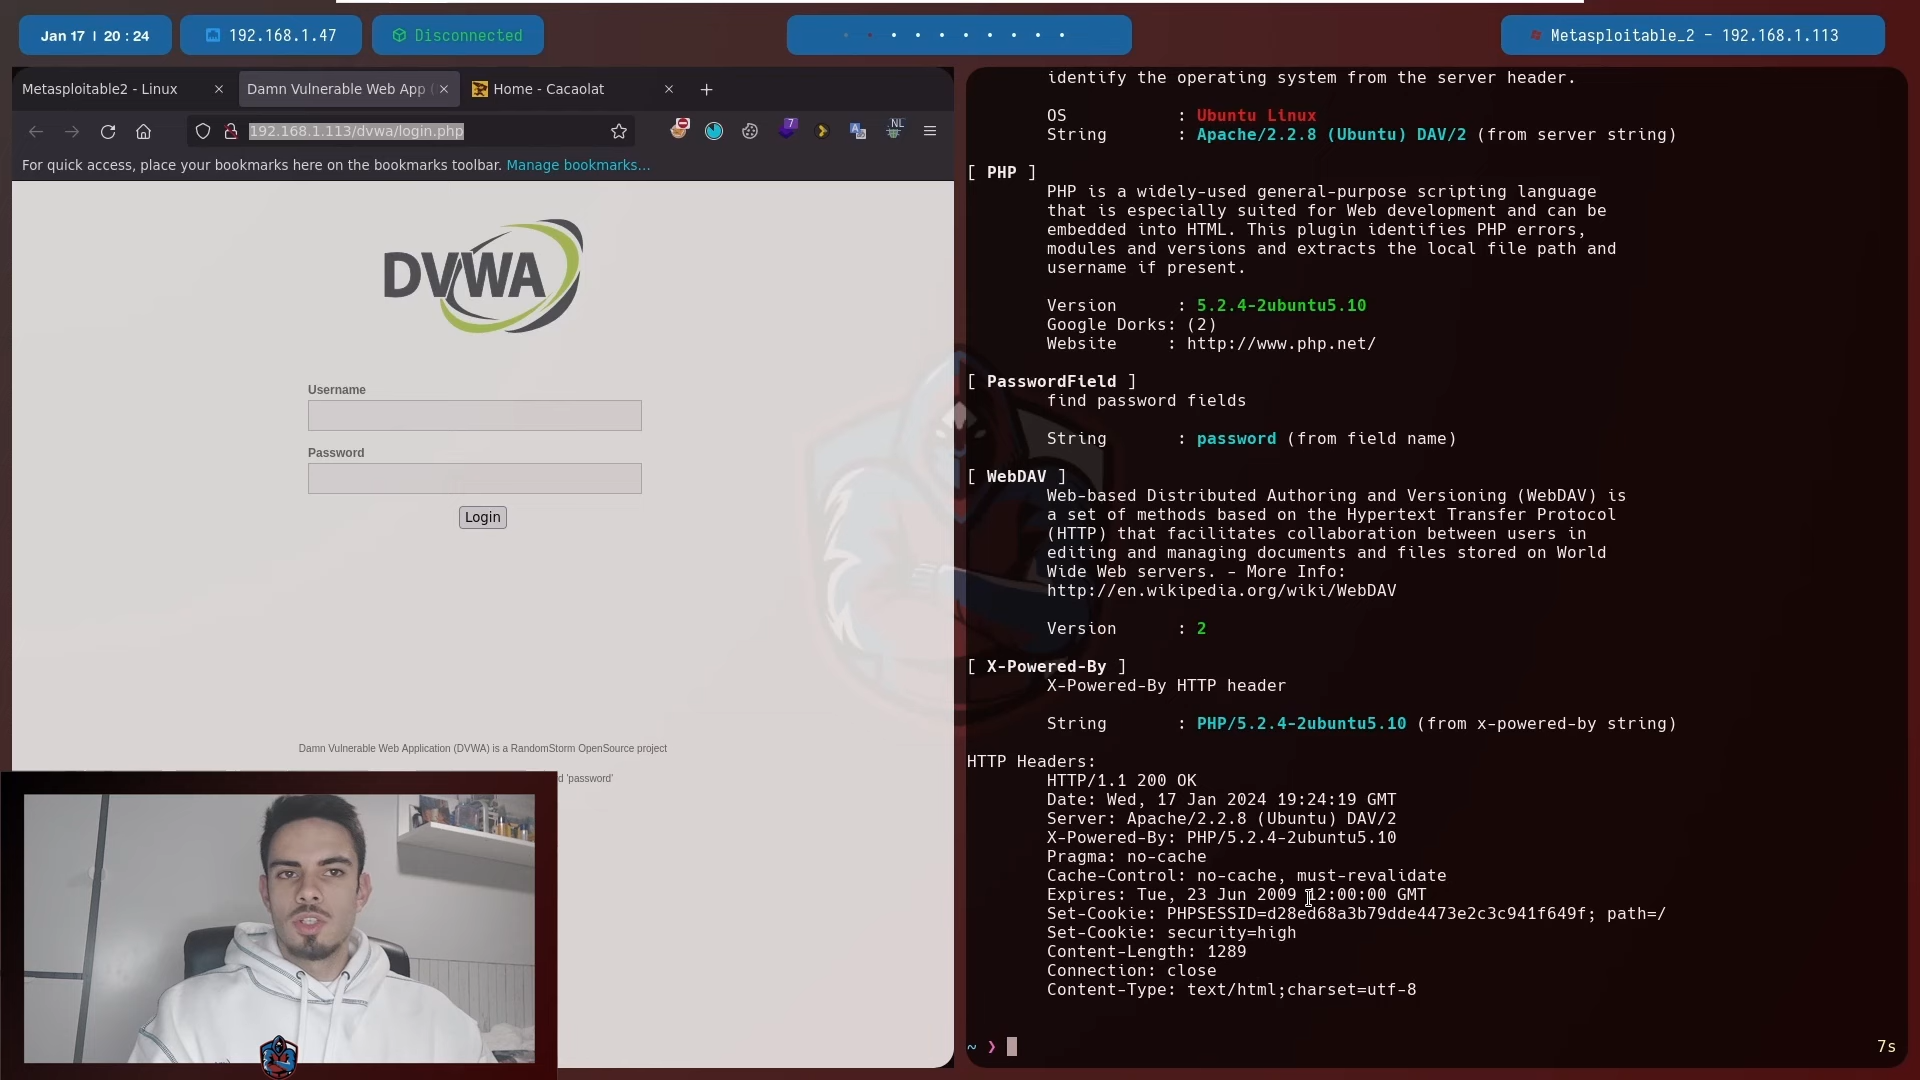 Jan 17 | 20 : 24
192.168.1.47
Disconnected
Metasploitable_2 - 192.168.1.113
Metasploitable2 - Linux
Damn Vulnerable Web App (
Home - Cacaolat
192.168.1.113/dvwa/login.php
7
NL
For quick access, place your bookmarks here on the bookmarks toolbar. Manage bookmarks...
DVWA
Username
Password
Login
Damn Vulnerable Web Application (DVWA) is a RandomStorm OpenSource project
'password'
identify the operating system from the server header.
OS : Ubuntu Linux
String : Apache/2.2.8 (Ubuntu) DAV/2 (from server string)
[ PHP ]
PHP is a widely-used general-purpose scripting language
that is especially suited for Web development and can be
embedded into HTML. This plugin identifies PHP errors,
modules and versions and extracts the local file path and
username if present.
Version : 5.2.4-2ubuntu5.10
Google Dorks: (2)
Website : http://www.php.net/
[ PasswordField ]
find password fields
String : password (from field name)
[ WebDAV ]
Web-based Distributed Authoring and Versioning (WebDAV) is
a set of methods based on the Hypertext Transfer Protocol
(HTTP) that facilitates collaboration between users in
editing and managing documents and files stored on World
Wide Web servers. - More Info:
http://en.wikipedia.org/wiki/WebDAV
Version : 2
[ X-Powered-By ]
X-Powered-By HTTP header
String : PHP/5.2.4-2ubuntu5.10 (from x-powered-by string)
HTTP Headers:
HTTP/1.1 200 OK
Date: Wed, 17 Jan 2024 19:24:19 GMT
Server: Apache/2.2.8 (Ubuntu) DAV/2
X-Powered-By: PHP/5.2.4-2ubuntu5.10
Pragma: no-cache
Cache-Control: no-cache, must-revalidate
Expires: Tue, 23 Jun 2009 12:00:00 GMT
Set-Cookie: PHPSESSID=d28ed68a3b79dde4473e2c3c941f649f; path=/
Set-Cookie: security=high
Content-Length: 1289
Connection: close
Content-Type: text/html;charset=utf-8
~ ❯
7s